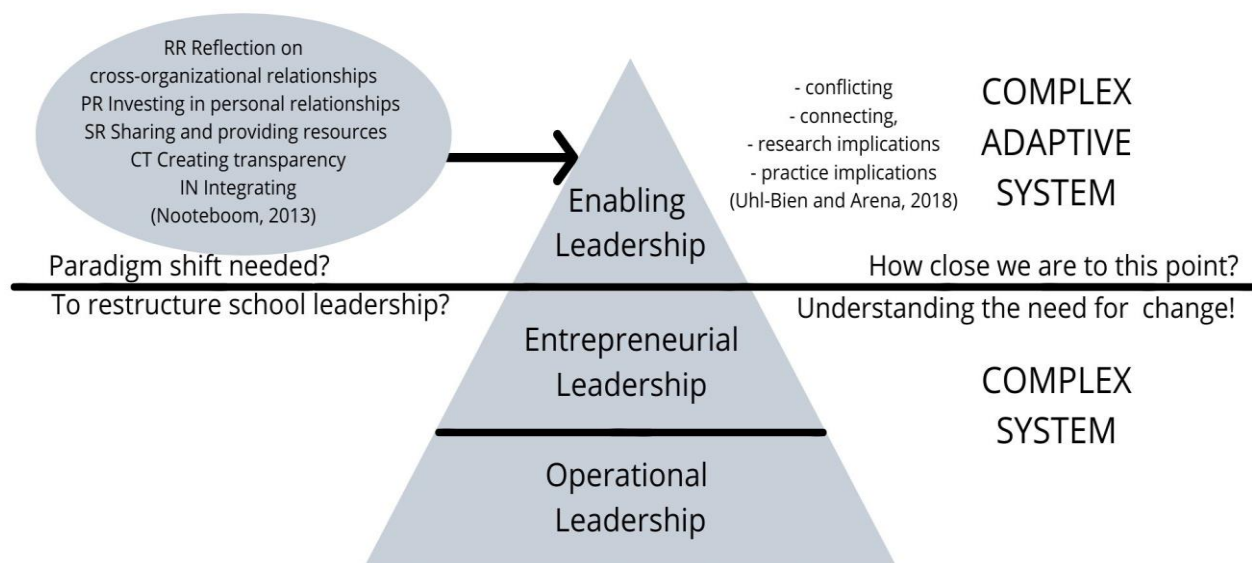 RR Reflection on
cross-organizational relationships
PR Investing in personal relationships
SR Sharing and providing resources
CT Creating transparency
IN Integrating
(Nooteboom, 2013)
Enabling
Leadership
- conflicting
- connecting,
- research implications
- practice implications
(Uhl-Bien and Arena, 2018)
COMPLEX
ADAPTIVE
SYSTEM
Paradigm shift needed?
To restructure school leadership?
How close we are to this point?
Understanding the need for change!
Entrepreneurial
Leadership
COMPLEX
SYSTEM
Operational
Leadership